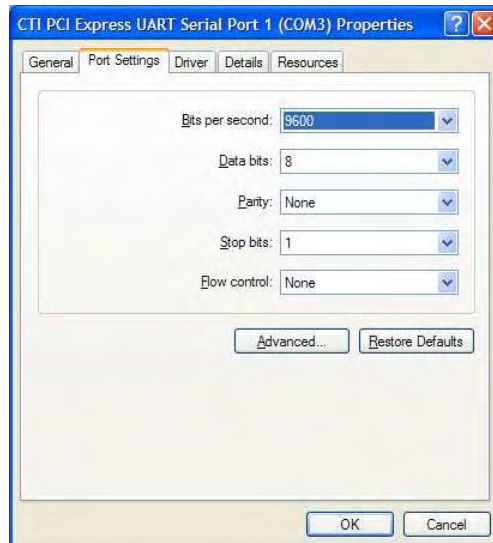 CTI PCI Express UART Serial Port 1 (COM3) Properties
General Port Settings Driver Details Resources
Bits per second: 9600
Data bits: 8
Parity: None
Stop bits: 1
Flow control: None
Advanced... Restore Defaults
OK Cancel